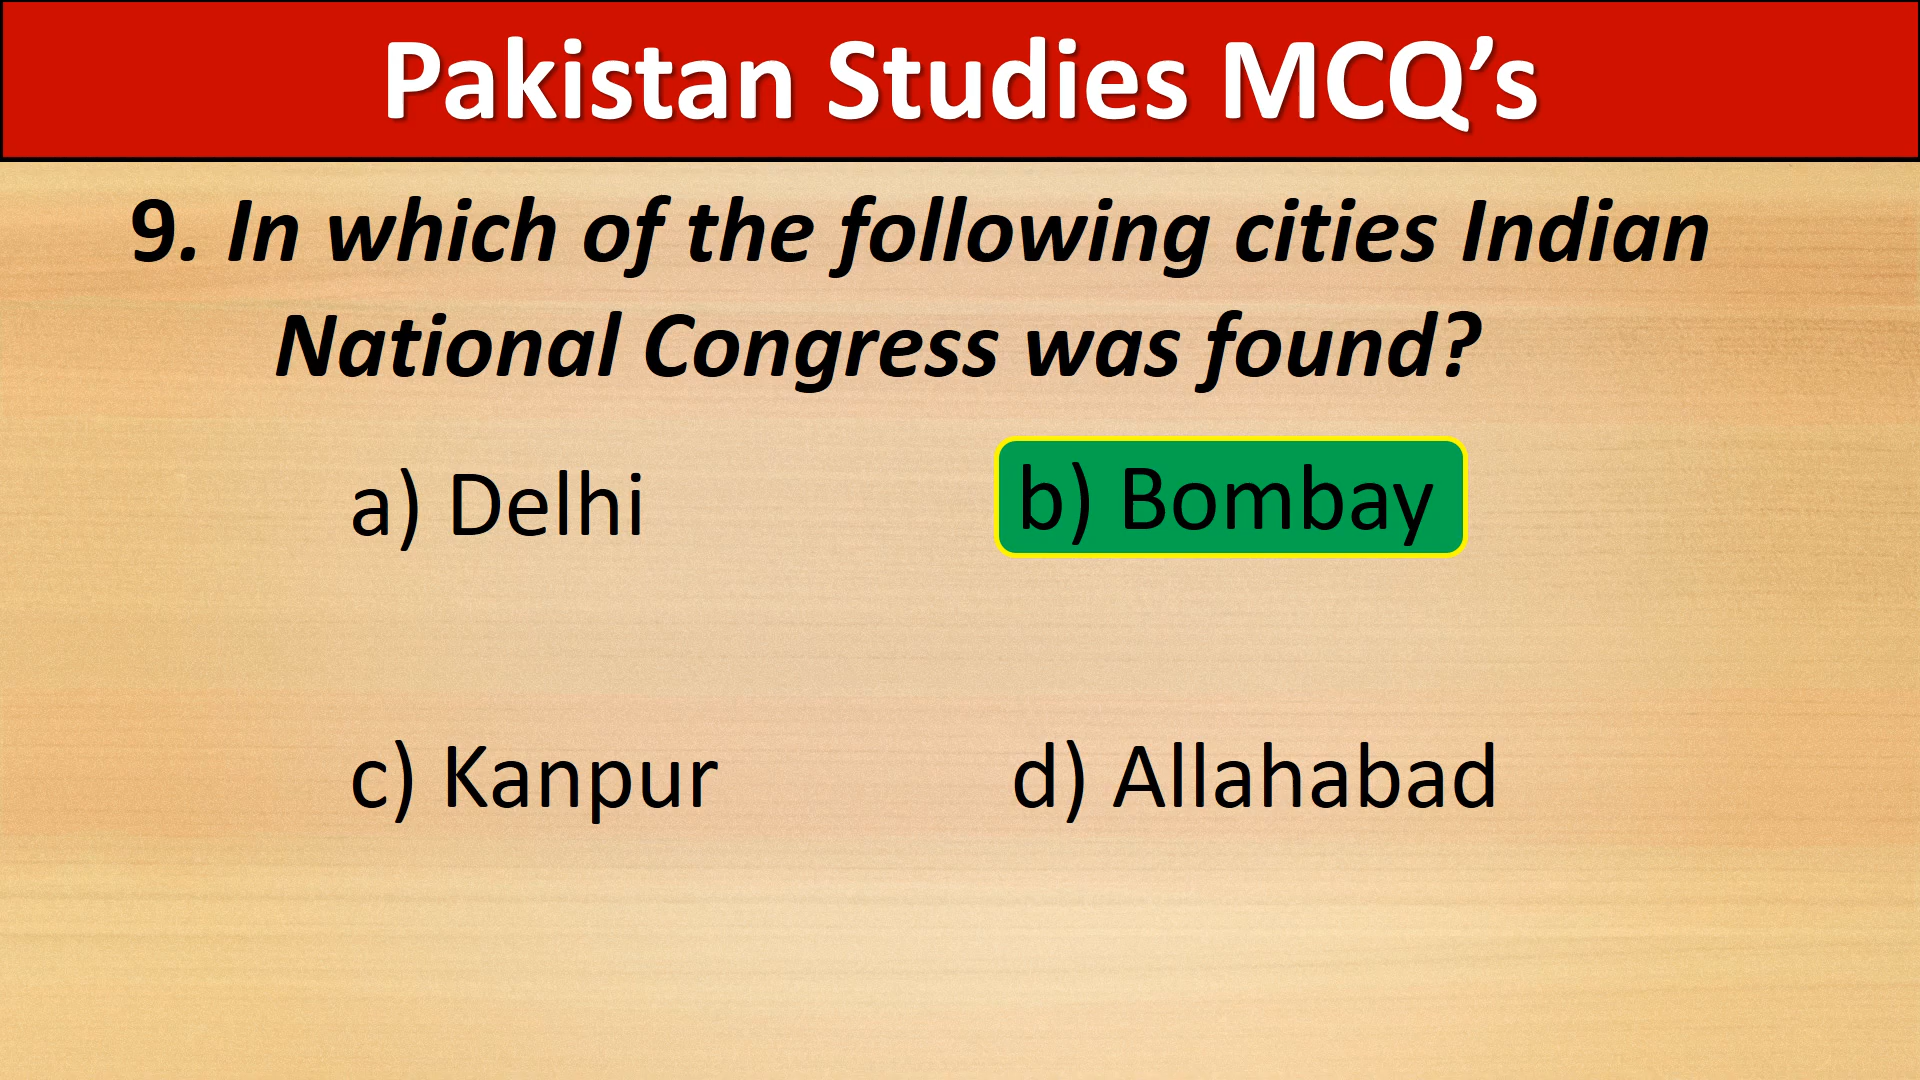 Pakistan Studies MCQ’s
9. In which of the following cities Indian
National Congress was found?
a) Delhi
b) Bombay
c) Kanpur
d) Allahabad